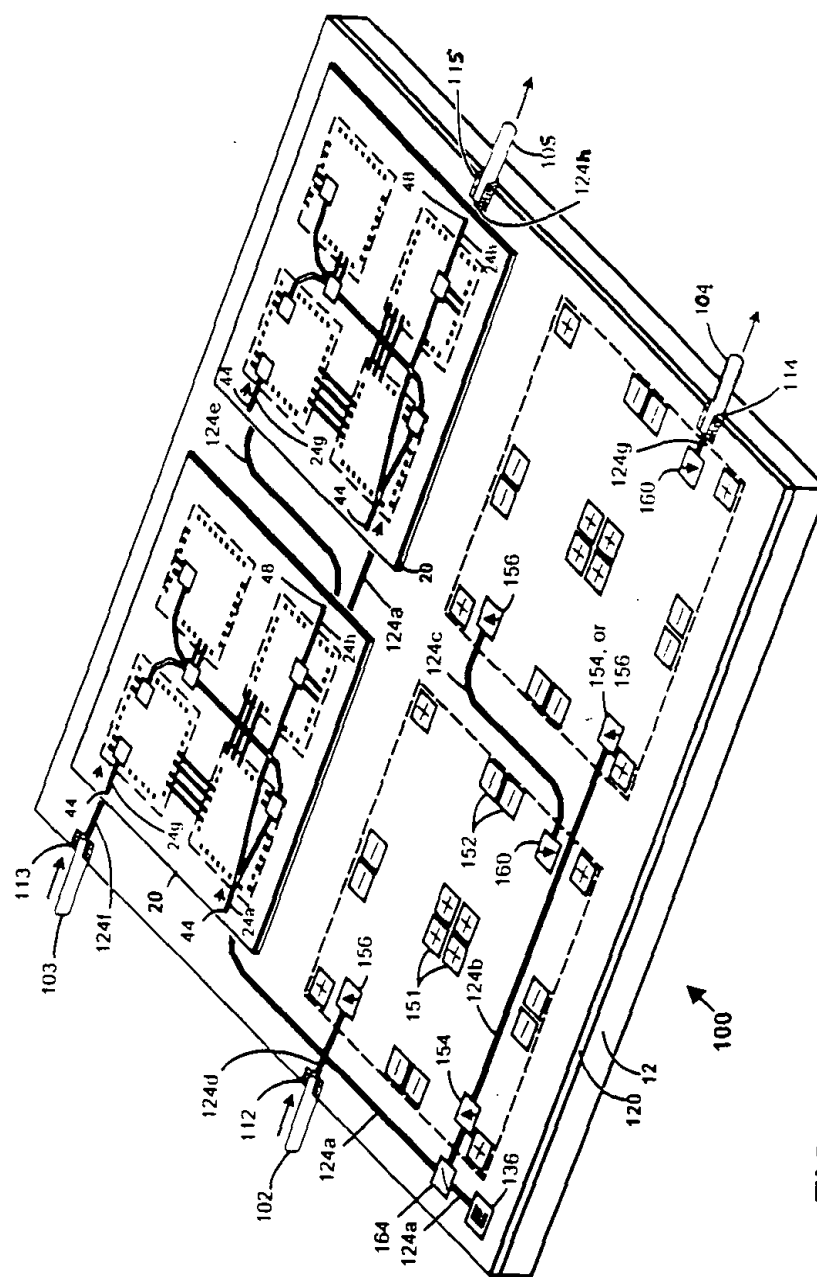 115
105
124h
48
24h
104
114
124g
160
44
124e
24g
44
20
124a
156
124c
154, or
156
48
24h
152
160
113
44
24g
103
124f
20
44
24a
156
151
124b
154
112
124d
102
124a
164
124a
136
100
12
120
+ + + + + + + + + + + + + + + +
− − − − − − − − − − − − − − − −